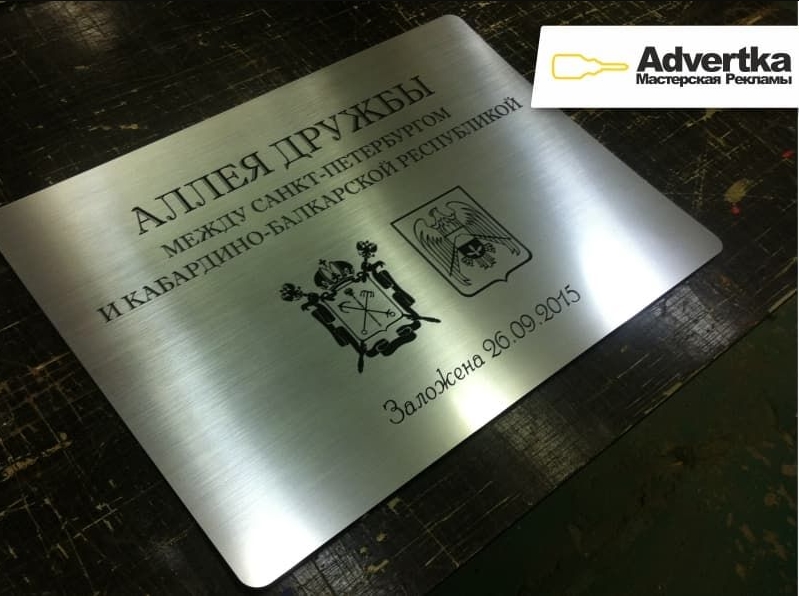 Advertka
Мастерская Рекламы
АЛЛЕЯ ДРУЖБЫ
МЕЖДУ САНКТ-ПЕТЕРБУРГОМ
И КАБАРДИНО-БАЛКАРСКОЙ РЕСПУБЛИКОЙ
Заложена 26.09.2015